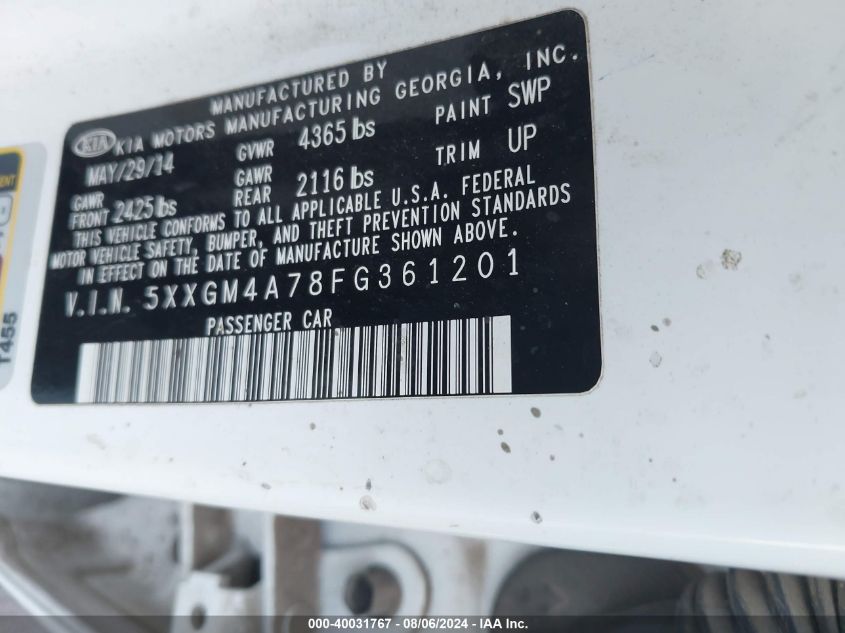 MANUFACTURED BY
KIA KIA MOTORS MANUFACTURING GEORGIA, INC.
MAY/29/14 GVWR 4365 lbs PAINT SWP
GAWR FRONT 2425 lbs GAWR REAR 2116 lbs TRIM UP
THIS VEHICLE CONFORMS TO ALL APPLICABLE U.S.A. FEDERAL
MOTOR VEHICLE SAFETY, BUMPER, AND THEFT PREVENTION STANDARDS
IN EFFECT ON THE DATE OF MANUFACTURE SHOWN ABOVE.
V.I.N. 5XXGM4A78FG361201
PASSENGER CAR
T455
000-40031767 - 08/06/2024 - IAA Inc.